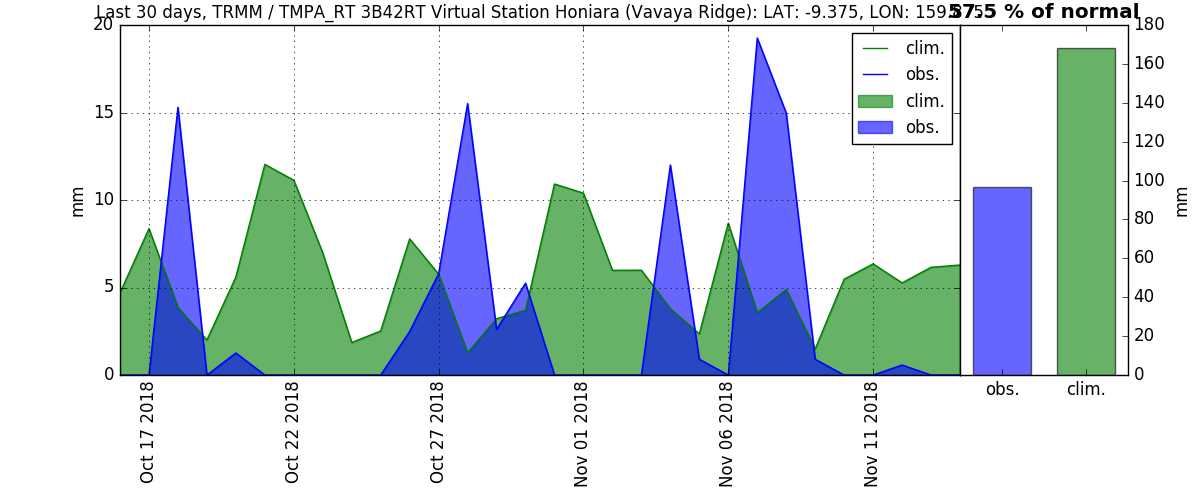 Last 30 days, TRMM / TMPA_RT 3B42RT Virtual Station Honiara (Vavaya Ridge): LAT: -9.375, LON:
57.5 % of normal
20
15
10
5
0
mm
clim.
obs.
clim.
obs.
Oct 17 2018
Oct 22 2018
Oct 27 2018
Nov 01 2018
Nov 06 2018
Nov 11 2018
180
160
140
120
100
80
60
40
20
0
mm
obs.
clim.